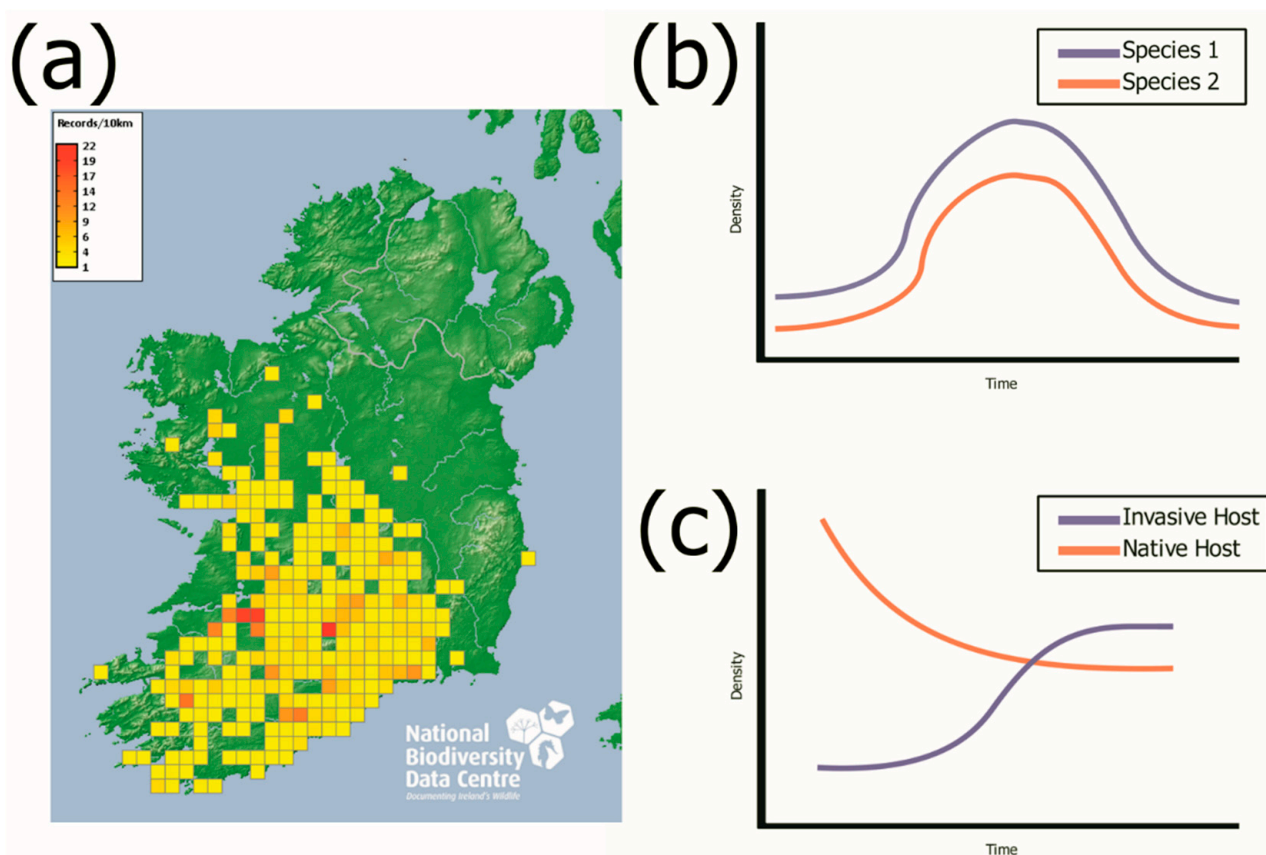 (a)
Records/10km
22
19
17
14
12
9
6
4
1
National
Biodiversity
Data Centre
Documenting Ireland's Wildlife
(b)
Species 1
Species 2
Density
Time
(c)
Invasive Host
Native Host
Density
Time